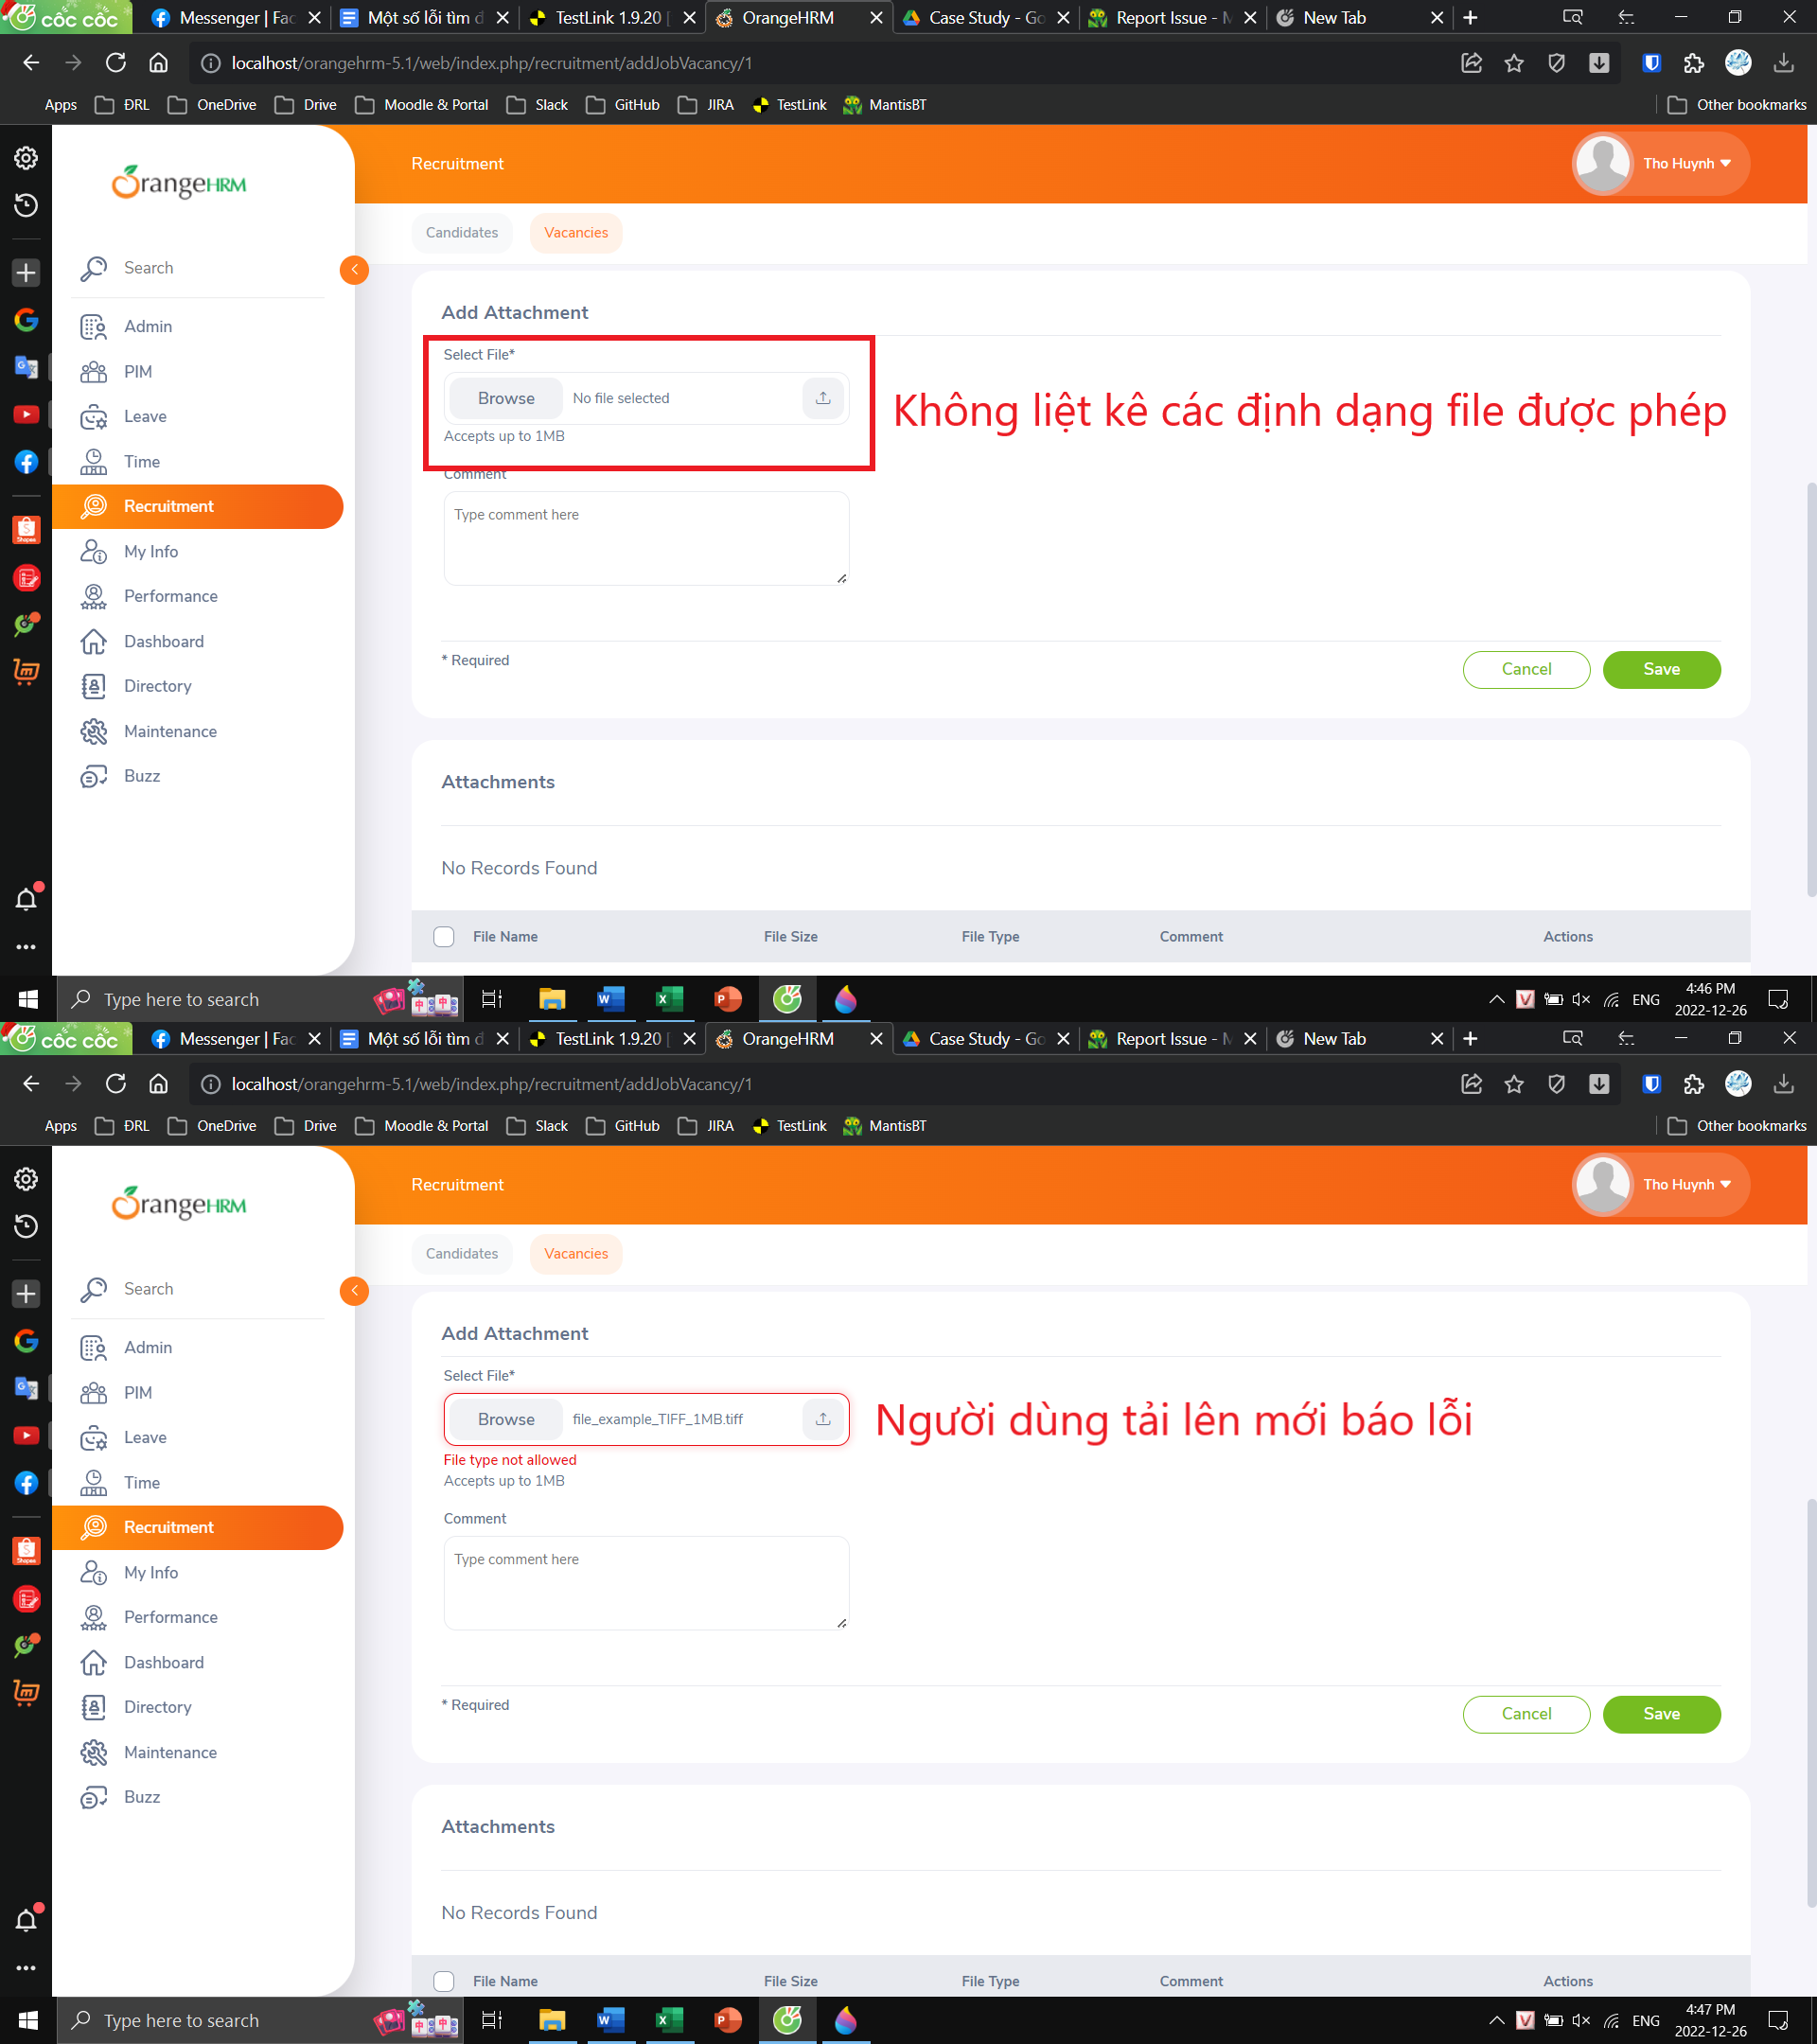 cốc cốc
Messenger | Fac
Một số lỗi tìm đ
TestLink 1.9.20 [
OrangeHRM
Case Study - Go
Report Issue - M
New Tab
localhost/orangehrm-5.1/web/index.php/recruitment/addJobVacancy/1
Apps
ĐRL
OneDrive
Drive
Moodle & Portal
Slack
GitHub
JIRA
TestLink
MantisBT
Other bookmarks
OrangeHRM
Recruitment
Tho Huynh
Candidates
Vacancies
Search
Admin
PIM
Leave
Time
Recruitment
My Info
Performance
Dashboard
Directory
Maintenance
Buzz
Add Attachment
Select File*
Browse
No file selected
Accepts up to 1MB
Không liệt kê các định dạng file được phép
Comment
Type comment here
* Required
Cancel
Save
Attachments
No Records Found
File Name
File Size
File Type
Comment
Actions
Type here to search
ENG
4:46 PM
2022-12-26
cốc cốc
Messenger | Fac
Một số lỗi tìm đ
TestLink 1.9.20 [
OrangeHRM
Case Study - Go
Report Issue - M
New Tab
localhost/orangehrm-5.1/web/index.php/recruitment/addJobVacancy/1
Apps
ĐRL
OneDrive
Drive
Moodle & Portal
Slack
GitHub
JIRA
TestLink
MantisBT
Other bookmarks
OrangeHRM
Recruitment
Tho Huynh
Candidates
Vacancies
Search
Admin
PIM
Leave
Time
Recruitment
My Info
Performance
Dashboard
Directory
Maintenance
Buzz
Add Attachment
Select File*
Browse
file_example_TIFF_1MB.tiff
File type not allowed
Accepts up to 1MB
Người dùng tải lên mới báo lỗi
Comment
Type comment here
* Required
Cancel
Save
Attachments
No Records Found
File Name
File Size
File Type
Comment
Actions
Type here to search
ENG
4:47 PM
2022-12-26